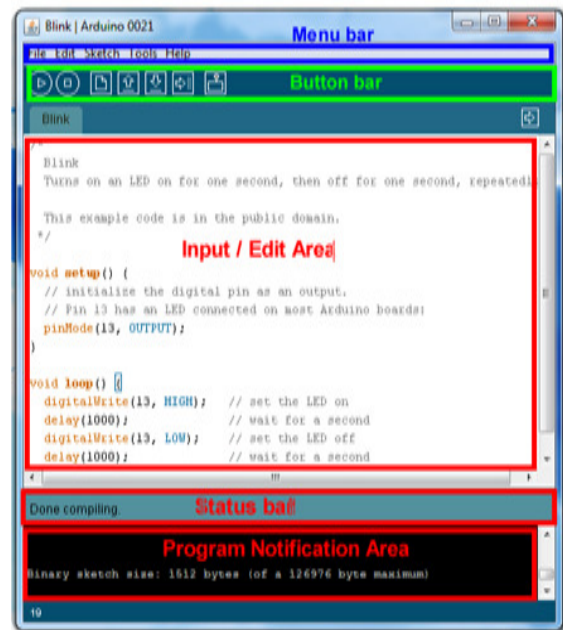 Blink | Arduino 0021
Menu bar
File Edit Sketch Tools Help
Button bar
Blink
/*
Blink
Turns on an LED on for one second, then off for one second, repeatedl
This example code is in the public domain.
*/
Input / Edit Area
void setup() {
// initialize the digital pin as an output.
// Pin 13 has an LED connected on most Arduino boards:
pinMode(13, OUTPUT);
}
void loop() {
digitalWrite(13, HIGH); // set the LED on
delay(1000); // wait for a second
digitalWrite(13, LOW); // set the LED off
delay(1000); // wait for a second
Done compiling.
Status bar
Program Notification Area
Binary sketch size: 1512 bytes (of a 126976 byte maximum)
19